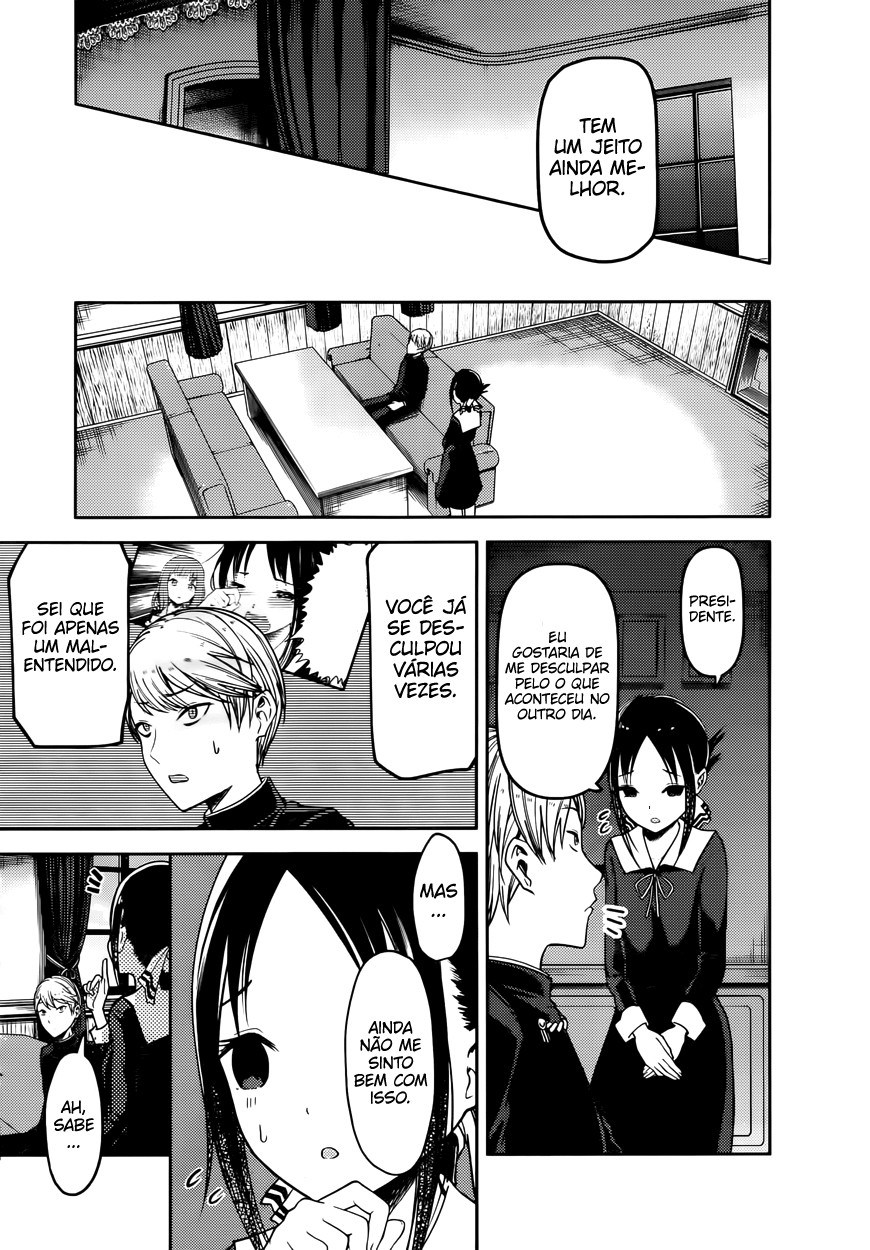 TEM
UM JEITO
AINDA ME-
LHOR.
PRESI-
DENTE.
EU
GOSTARIA DE
ME DESCULPAR
PELO O QUE
ACONTECEU NO
OUTRO DIA.
VOCÊ JÁ
SE DES-
CULPOU
VÁRIAS
VEZES.
SEI QUE
FOI APENAS
UM MAL-
ENTENDIDO.
MAS
...
AINDA
NÃO ME
SINTO
BEM COM
ISSO.
AH,
SABE
...